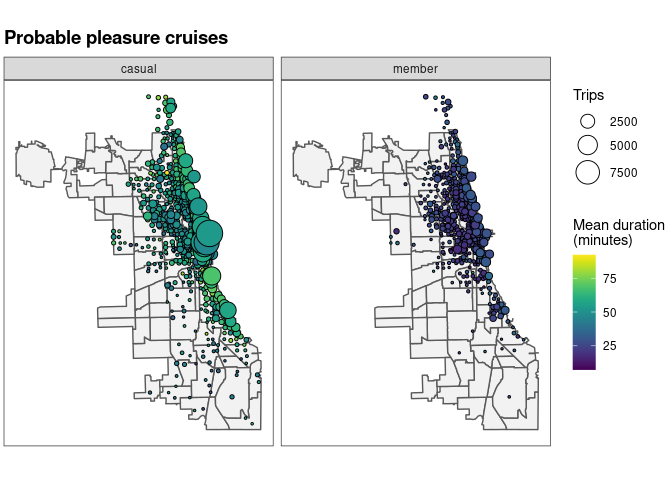 Probable pleasure cruises
casual
member
Trips
2500
5000
7500
Mean duration
(minutes)
75
50
25